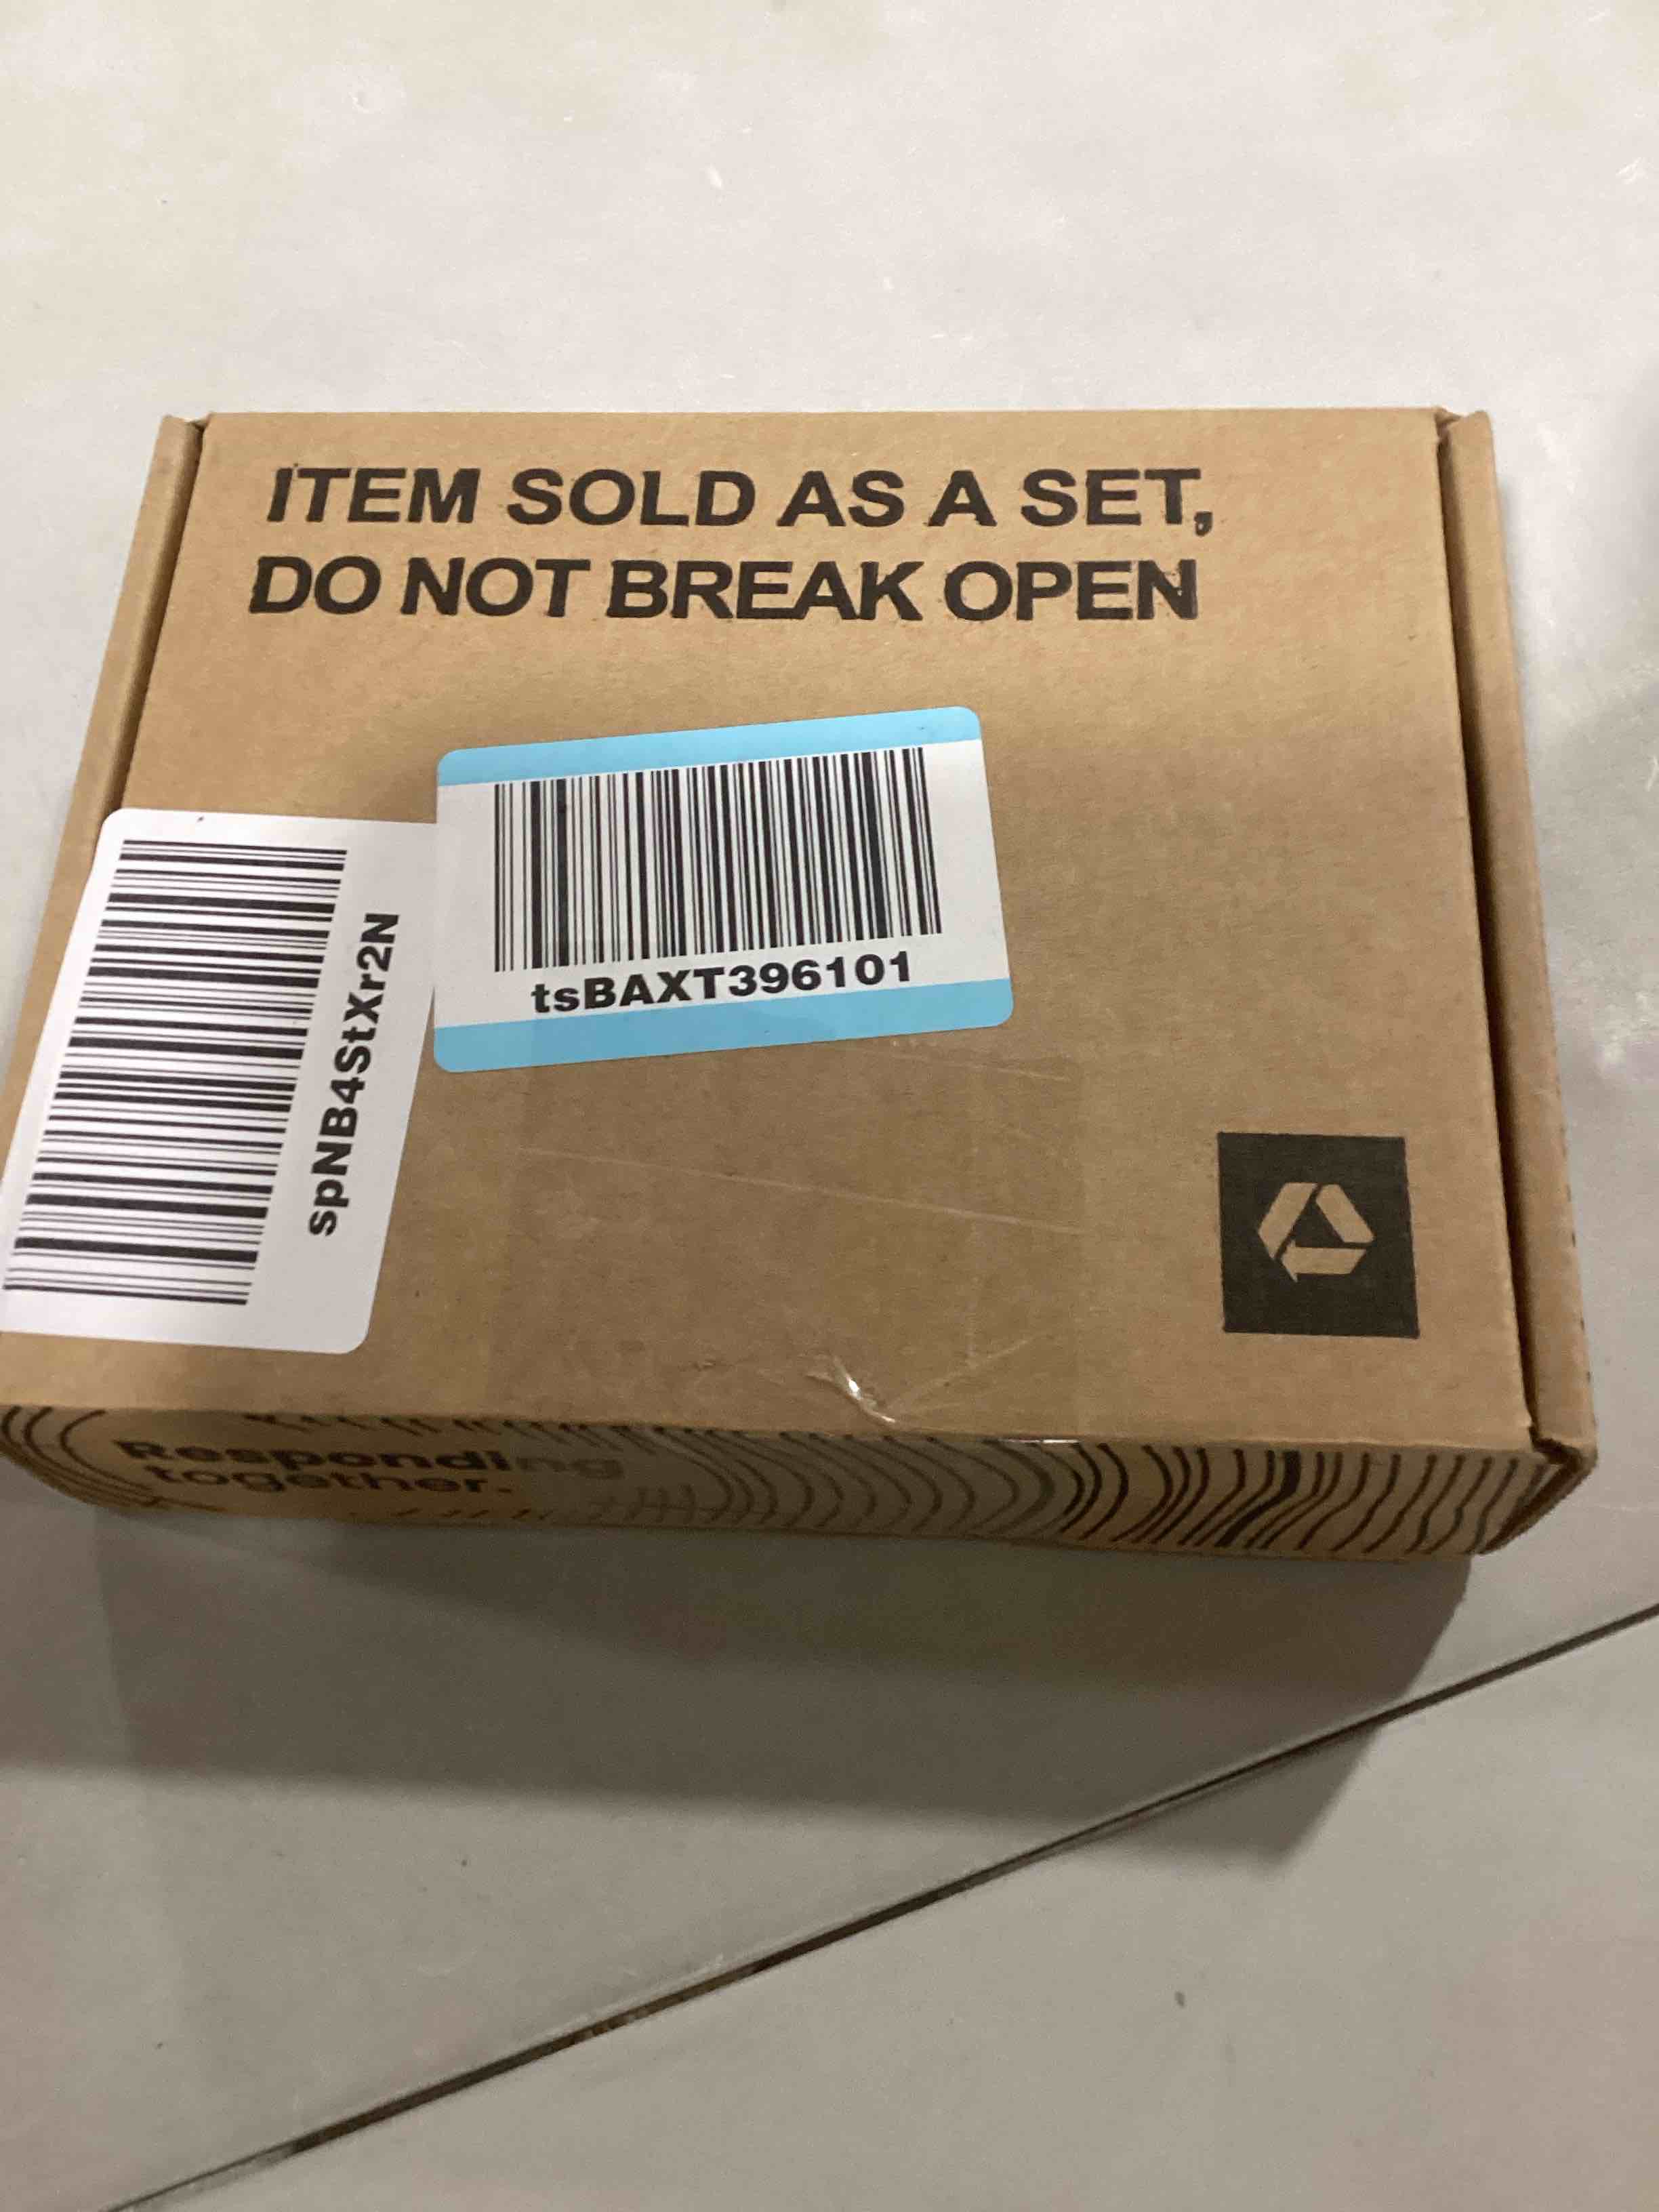 ITEM SOLD AS A SET,
DO NOT BREAK OPEN
tsBAXT396101
spNB4StXr2N
Responding
together.